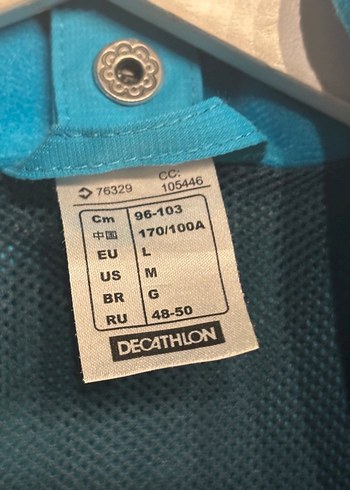 76329 CC: 105446
Cm 96-103
中国 170/100A
EU L
US M
BR G
RU 48-50
DECATHLON